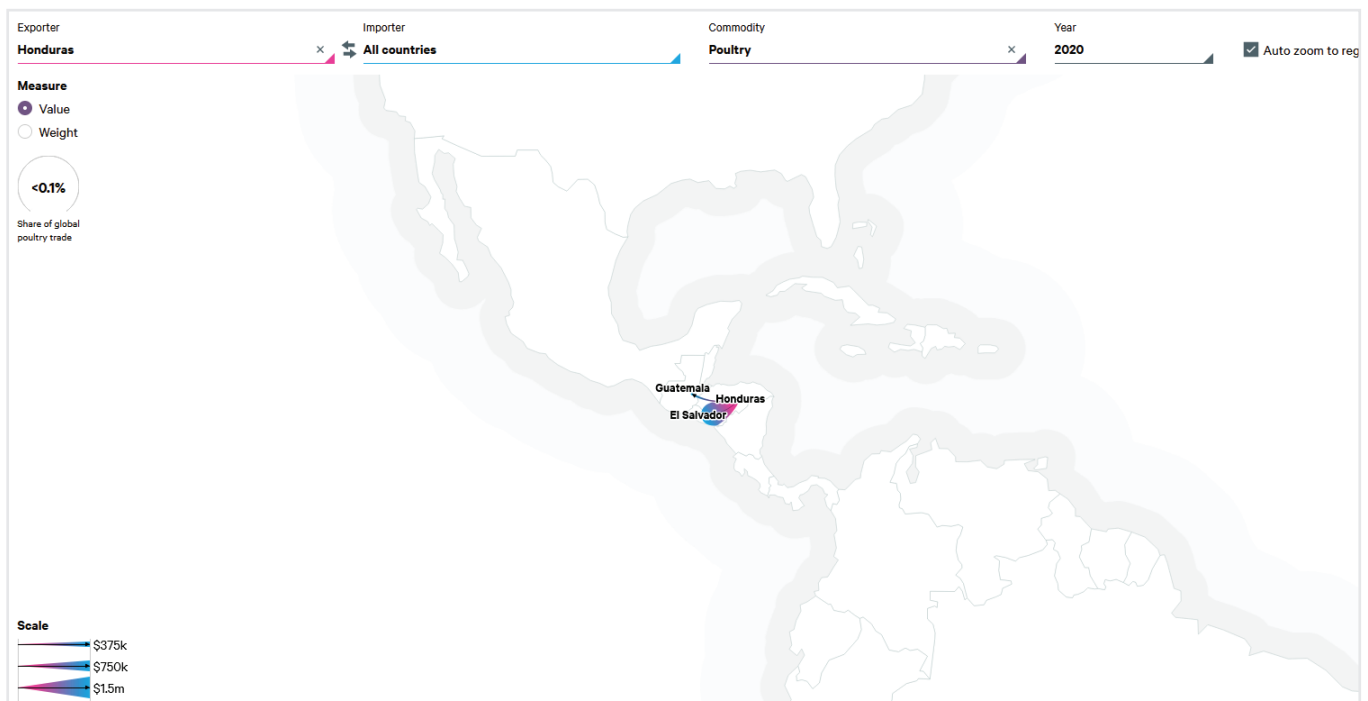 Exporter
Importer
Commodity
Year
Honduras ×
All countries
Poultry ×
2020
Auto zoom to reg
Measure
Value
Weight
<0.1%
Share of global
poultry trade
Guatemala
Honduras
El Salvador
Scale
$375k
$750k
$1.5m